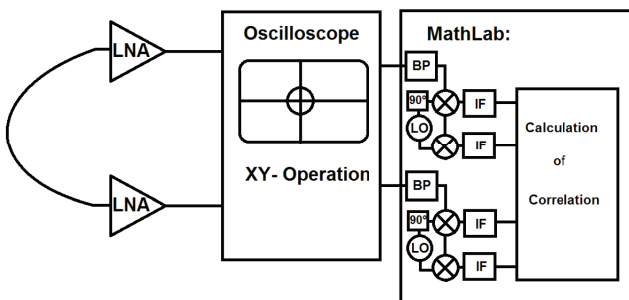 LNA
LNA
Oscilloscope
XY- Operation
MathLab:
BP
90°
LO
IF
IF
BP
90°
LO
IF
IF
Calculation
of
Correlation